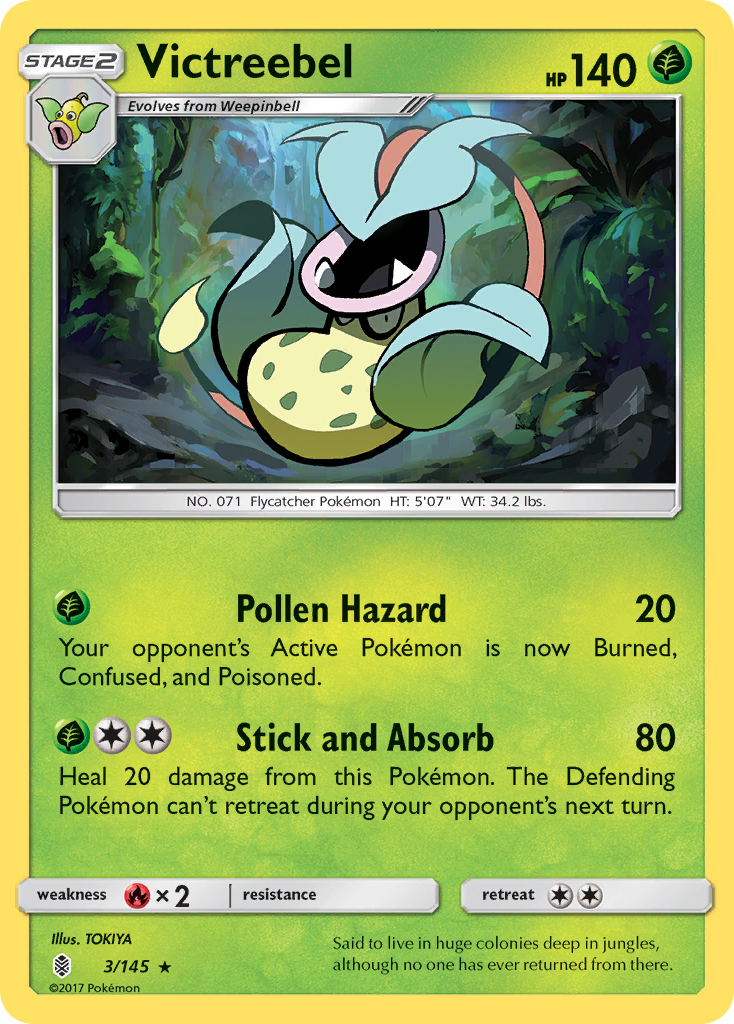 STAGE2
Victreebel
HP 140
Evolves from Weepinbell
NO. 071 Flycatcher Pokémon HT: 5'07" WT: 34.2 lbs.
Pollen Hazard 20
Your opponent's Active Pokémon is now Burned,
Confused, and Poisoned.
Stick and Absorb 80
Heal 20 damage from this Pokémon. The Defending
Pokémon can't retreat during your opponent's next turn.
weakness ×2 resistance retreat
Illus. TOKIYA
3/145 ★
©2017 Pokémon
Said to live in huge colonies deep in jungles,
although no one has ever returned from there.